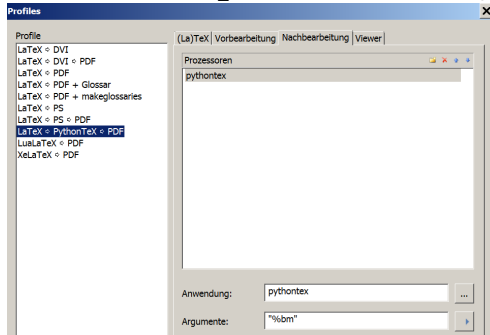 Profiles
Profile
LaTeX ⇨ DVI
LaTeX ⇨ DVI ⇨ PDF
LaTeX ⇨ PDF
LaTeX ⇨ PDF + Glossar
LaTeX ⇨ PDF + makeglossaries
LaTeX ⇨ PS
LaTeX ⇨ PS ⇨ PDF
LaTeX ⇨ PythonTeX ⇨ PDF
LuaLaTeX ⇨ PDF
XeLaTeX ⇨ PDF
(La)TeX Vorbearbeitung Nachbearbeitung Viewer
Prozessoren
pythontex
Anwendung: pythontex ...
Argumente: "%bm"